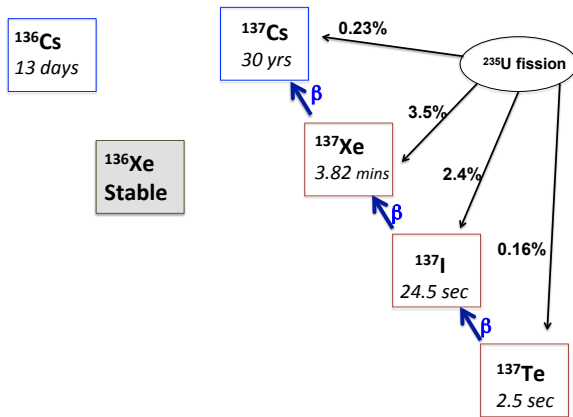 ¹³⁶Cs
13 days
¹³⁷Cs
30 yrs
0.23%
²³⁵U fission
β
3.5%
¹³⁷Xe
3.82 mins
2.4%
¹³⁶Xe
Stable
β
¹³⁷I
24.5 sec
0.16%
β
¹³⁷Te
2.5 sec